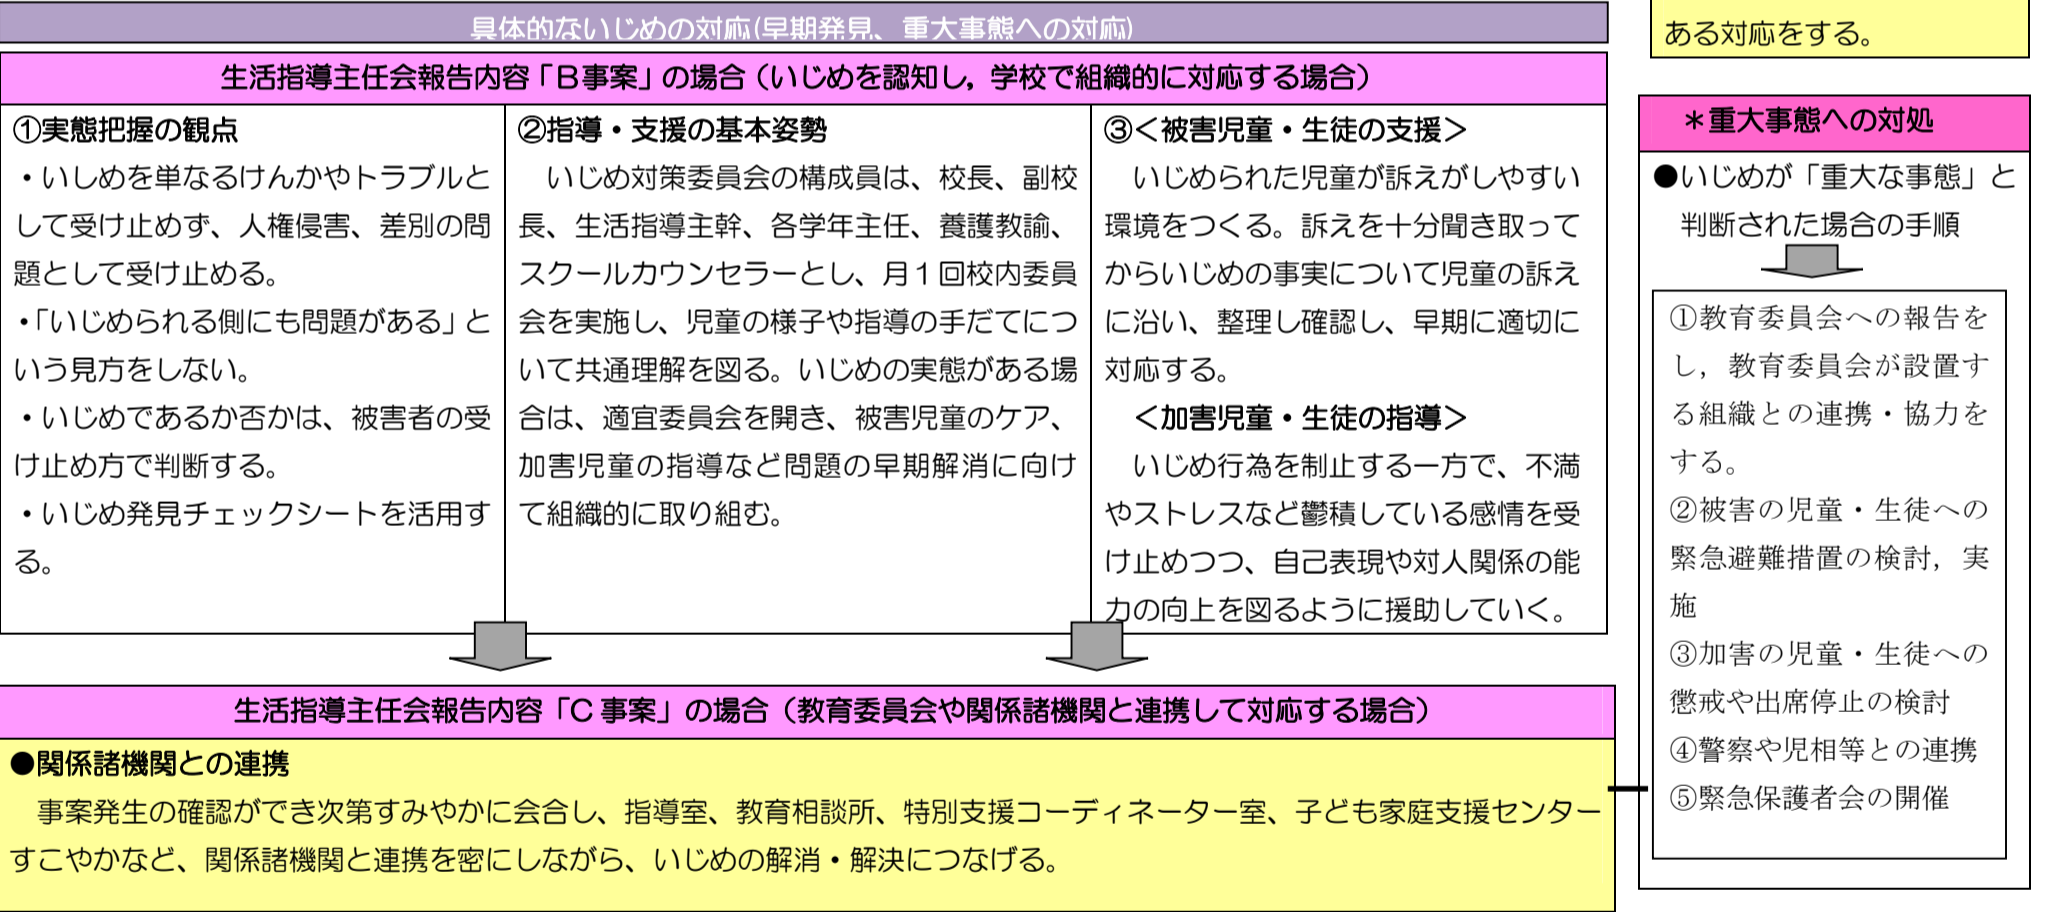 具体的ないじめの対応(早期発見、重大事態への対応)
生活指導主任会報告内容「B事案」の場合（いじめを認知し，学校で組織的に対応する場合）
①実態把握の観点
・いしめを単なるけんかやトラブルと
して受け止めず、人権侵害、差別の問
題として受け止める。
・「いじめられる側にも問題がある」と
いう見方をしない。
・いじめであるか否かは、被害者の受
け止め方で判断する。
・いじめ発見チェックシートを活用す
る。
②指導・支援の基本姿勢
いじめ対策委員会の構成員は、校長、副校
長、生活指導主幹、各学年主任、養護教諭、
スクールカウンセラーとし、月１回校内委員
会を実施し、児童の様子や指導の手だてにつ
いて共通理解を図る。いじめの実態がある場
合は、適宜委員会を開き、被害児童のケア、
加害児童の指導など問題の早期解消に向け
て組織的に取り組む。
③＜被害児童・生徒の支援＞
いじめられた児童が訴えがしやすい
環境をつくる。訴えを十分聞き取って
からいじめの事実について児童の訴え
に沿い、整理し確認し、早期に適切に
対応する。
＜加害児童・生徒の指導＞
いじめ行為を制止する一方で、不満
やストレスなど鬱積している感情を受
け止めつつ、自己表現や対人関係の能
力の向上を図るように援助していく。
生活指導主任会報告内容「C 事案」の場合（教育委員会や関係諸機関と連携して対応する場合）
●関係諸機関との連携
事案発生の確認ができ次第すみやかに会合し、指導室、教育相談所、特別支援コーディネーター室、子ども家庭支援センター
すこやかなど、関係諸機関と連携を密にしながら、いじめの解消・解決につなげる。
ある対応をする。
＊重大事態への対処
●いじめが「重大な事態」と
判断された場合の手順
①教育委員会への報告を
し，教育委員会が設置す
る組織との連携・協力を
する。
②被害の児童・生徒への
緊急避難措置の検討，実
施
③加害の児童・生徒への
懲戒や出席停止の検討
④警察や児相等との連携
⑤緊急保護者会の開催